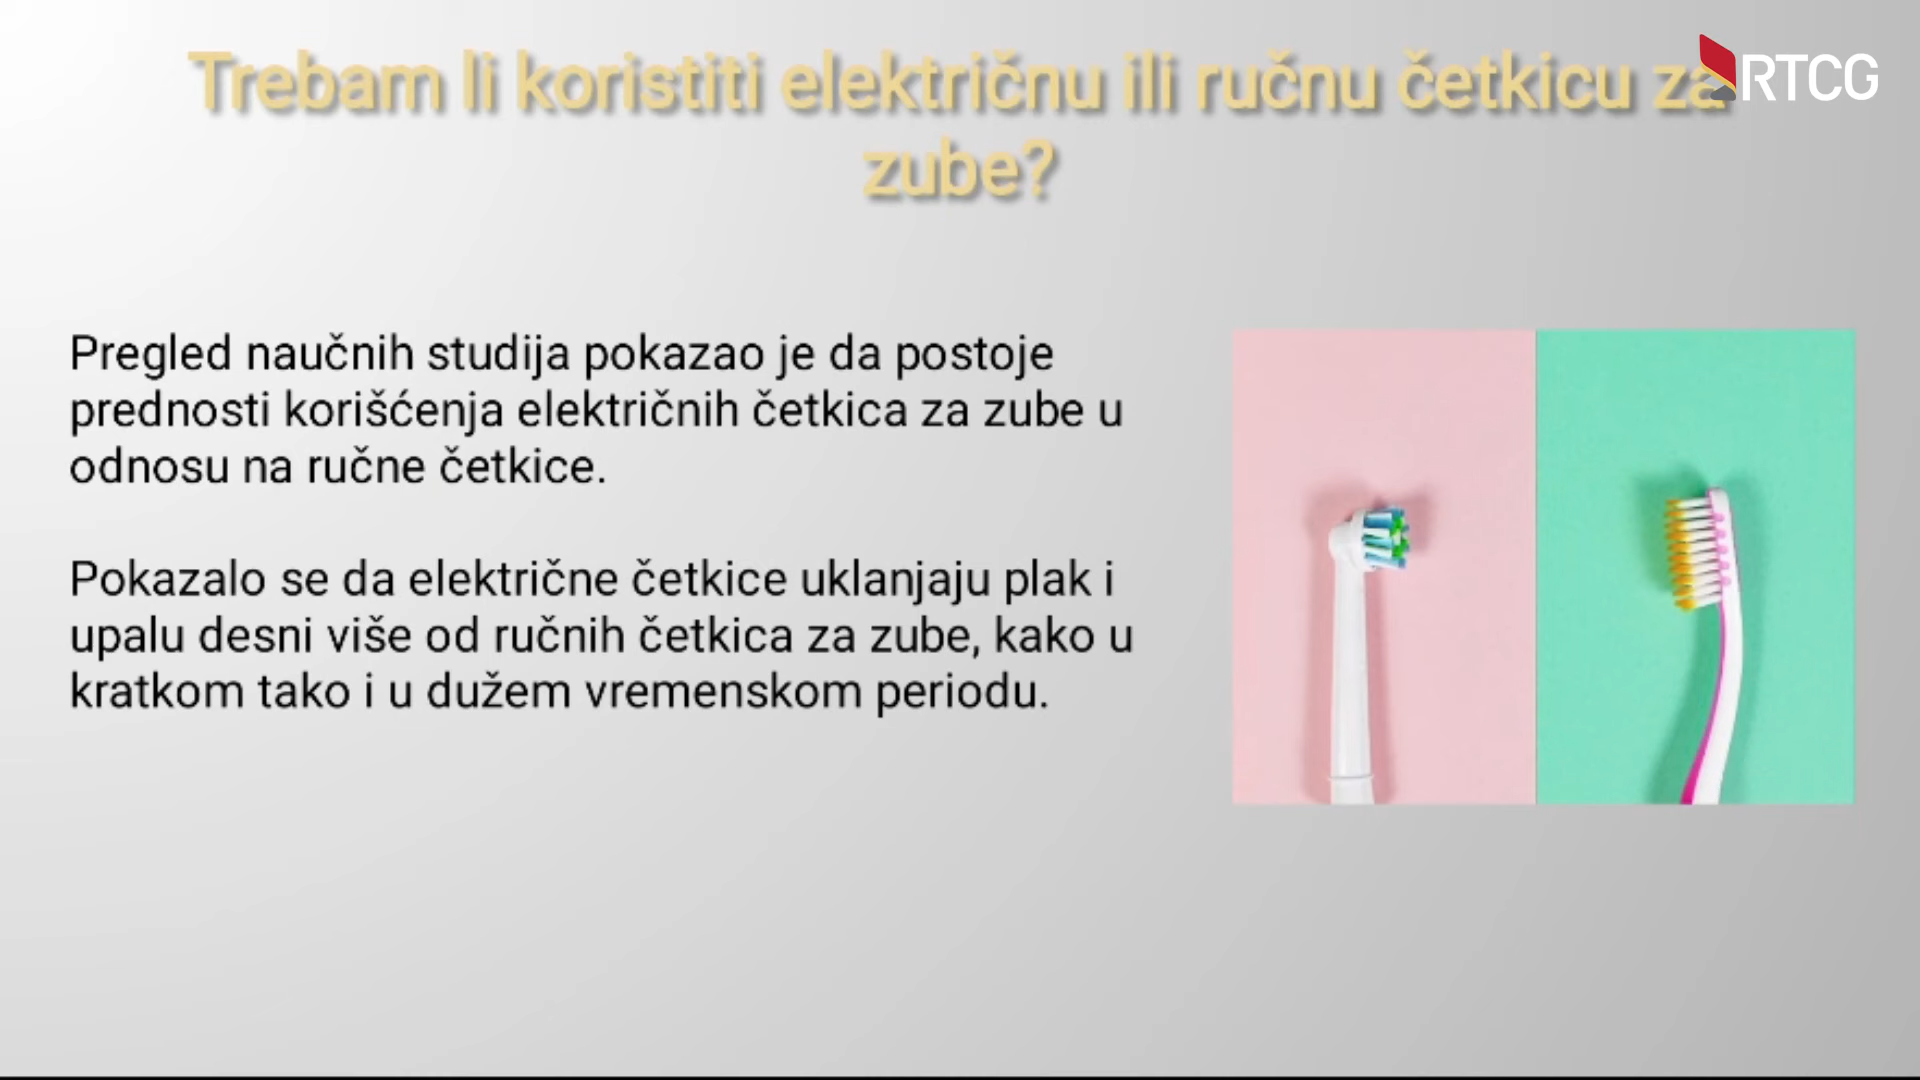 Trebam li koristiti električnu ili ručnu četkicu za
zube?
RTCG
Pregled naučnih studija pokazao je da postoje
prednosti korišćenja električnih četkica za zube u
odnosu na ručne četkice.
Pokazalo se da električne četkice uklanjaju plak i
upalu desni više od ručnih četkica za zube, kako u
kratkom tako i u dužem vremenskom periodu.